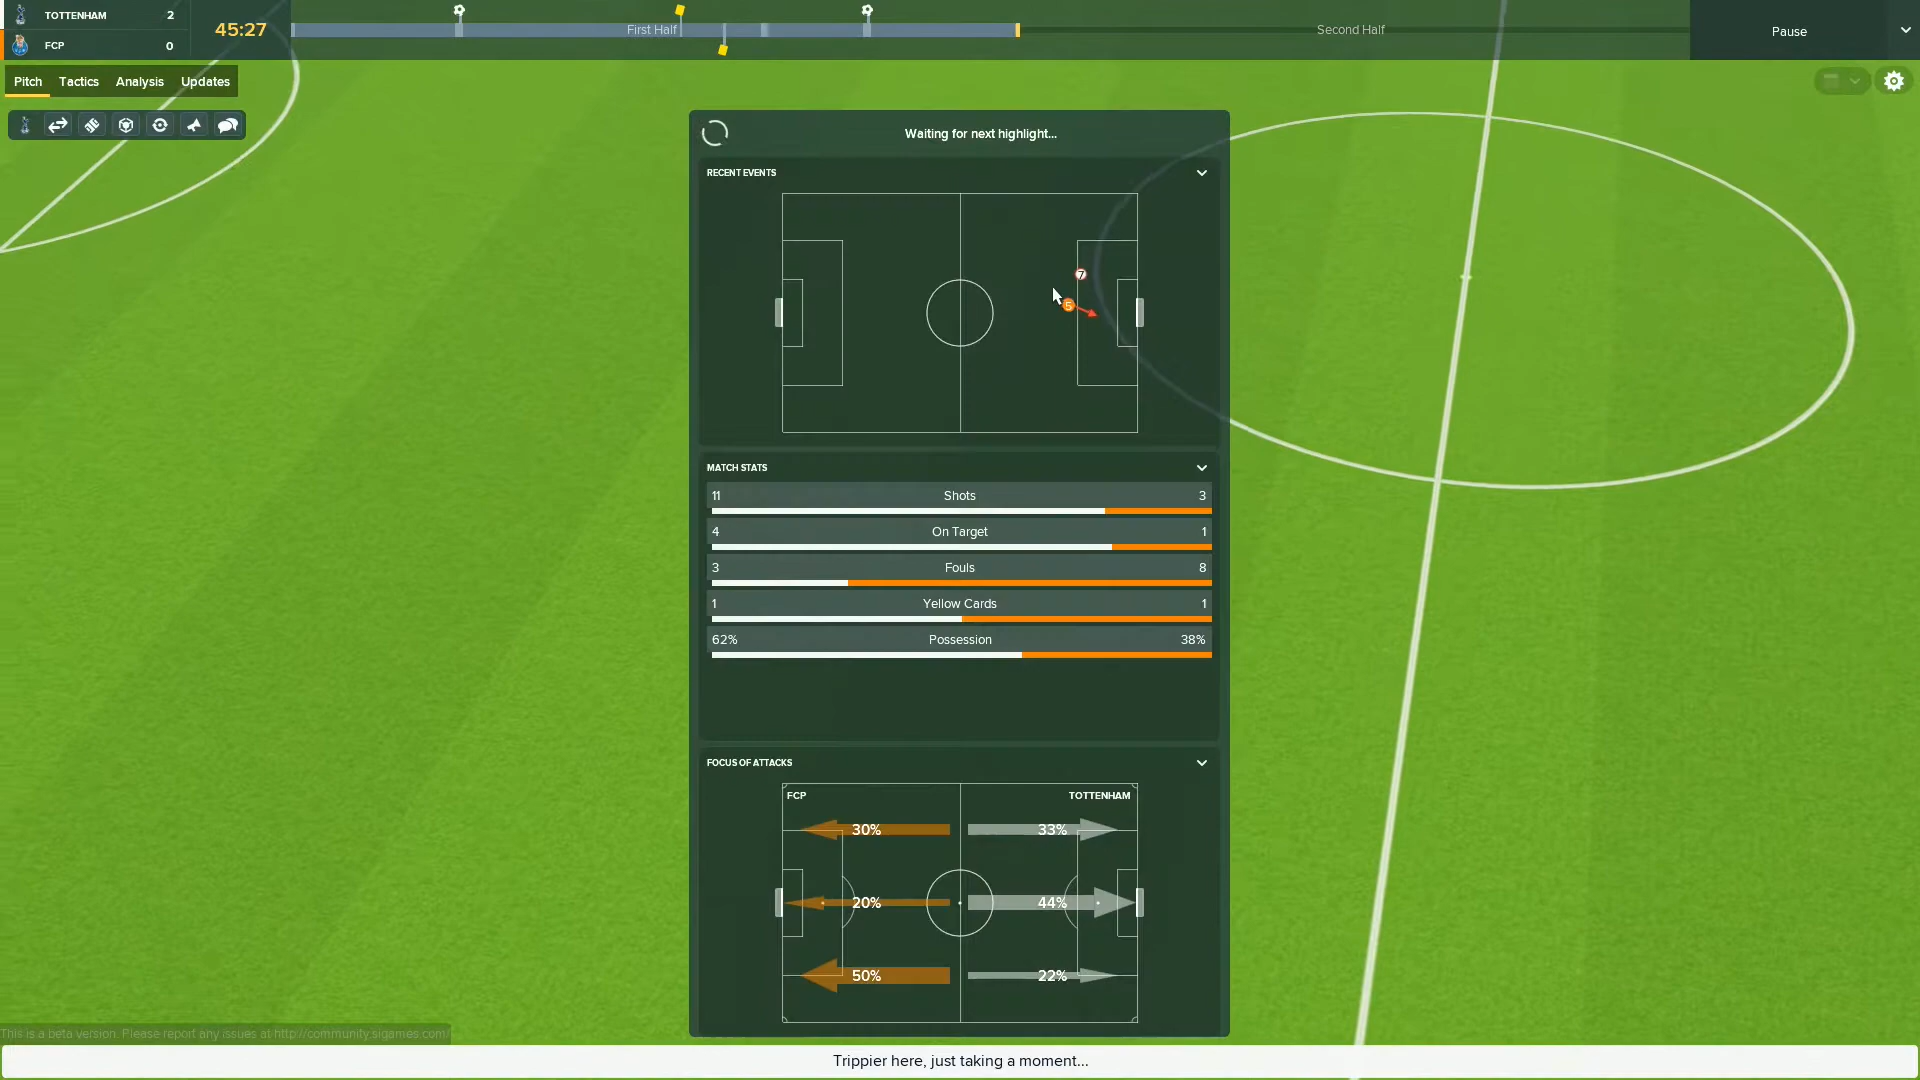 TOTTENHAM 2
FCP 0
45:27
First Half
Second Half
Pause
Pitch Tactics Analysis Updates
Waiting for next highlight...
RECENT EVENTS
7
5
MATCH STATS
11 Shots 3
4 On Target 1
3 Fouls 8
1 Yellow Cards 1
62% Possession 38%
FOCUS OF ATTACKS
FCP TOTTENHAM
30% 33%
20% 44%
50% 22%
This is a beta version. Please report any issues at http://community.sigames.com/
Trippier here, just taking a moment...